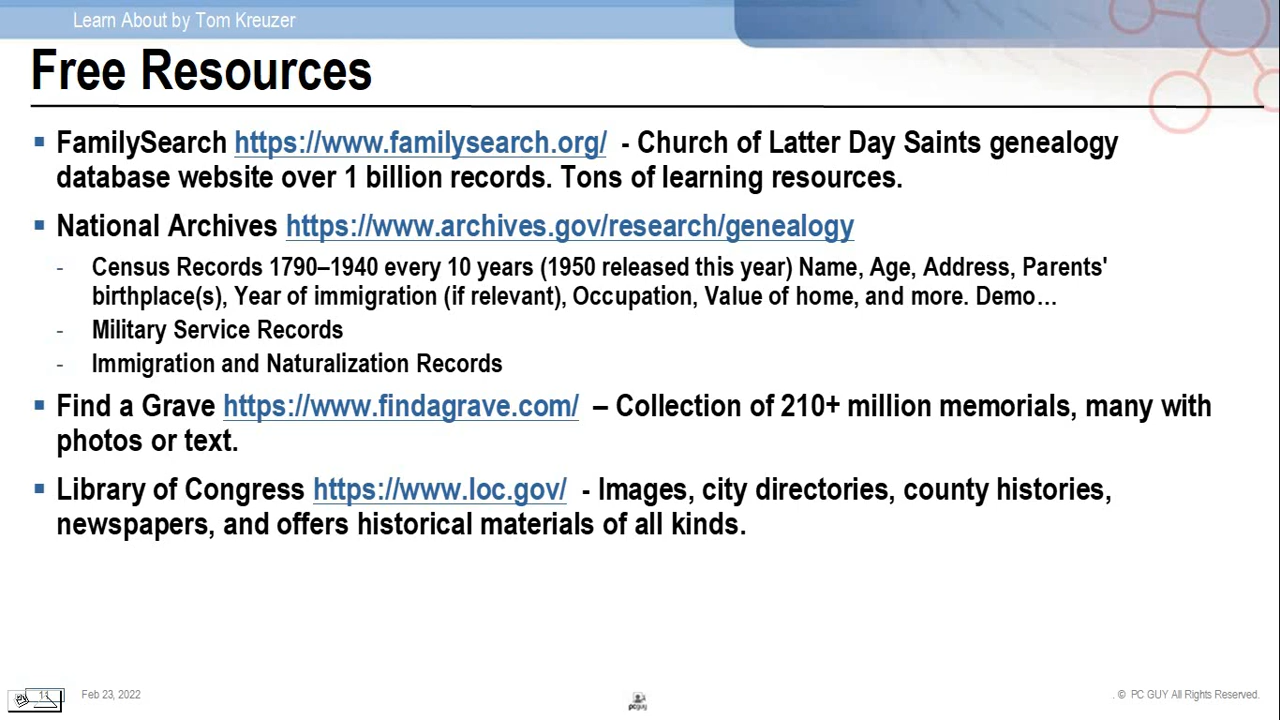 Learn About by Tom Kreuzer
Free Resources
▪ FamilySearch https://www.familysearch.org/ - Church of Latter Day Saints genealogy
database website over 1 billion records. Tons of learning resources.
▪ National Archives https://www.archives.gov/research/genealogy
- Census Records 1790–1940 every 10 years (1950 released this year) Name, Age, Address, Parents'
birthplace(s), Year of immigration (if relevant), Occupation, Value of home, and more. Demo…
- Military Service Records
- Immigration and Naturalization Records
▪ Find a Grave https://www.findagrave.com/ – Collection of 210+ million memorials, many with
photos or text.
▪ Library of Congress https://www.loc.gov/ - Images, city directories, county histories,
newspapers, and offers historical materials of all kinds.
11 Feb 23, 2022
pcguy
. © PC GUY All Rights Reserved.